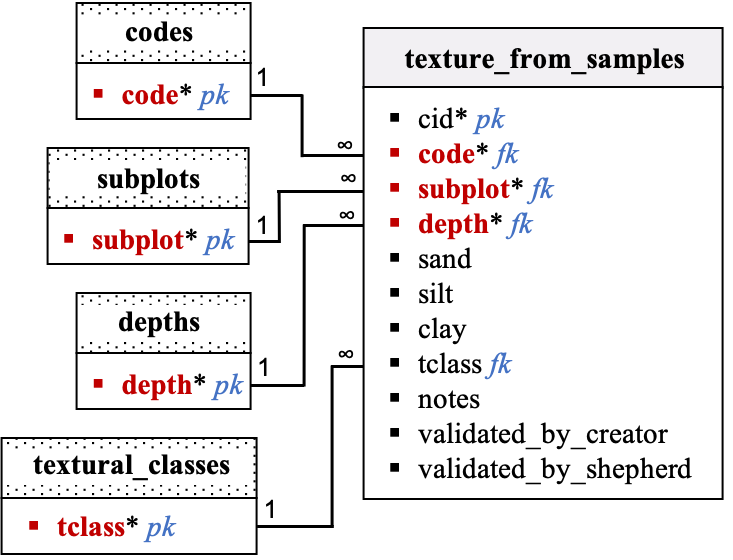 codes
code* pk
1
subplots
subplot* pk
1
depths
depth* pk
1
textural_classes
tclass* pk
1
texture_from_samples
cid* pk
∞
code* fk
∞
subplot* fk
∞
depth* fk
sand
silt
clay
∞
tclass fk
notes
validated_by_creator
validated_by_shepherd